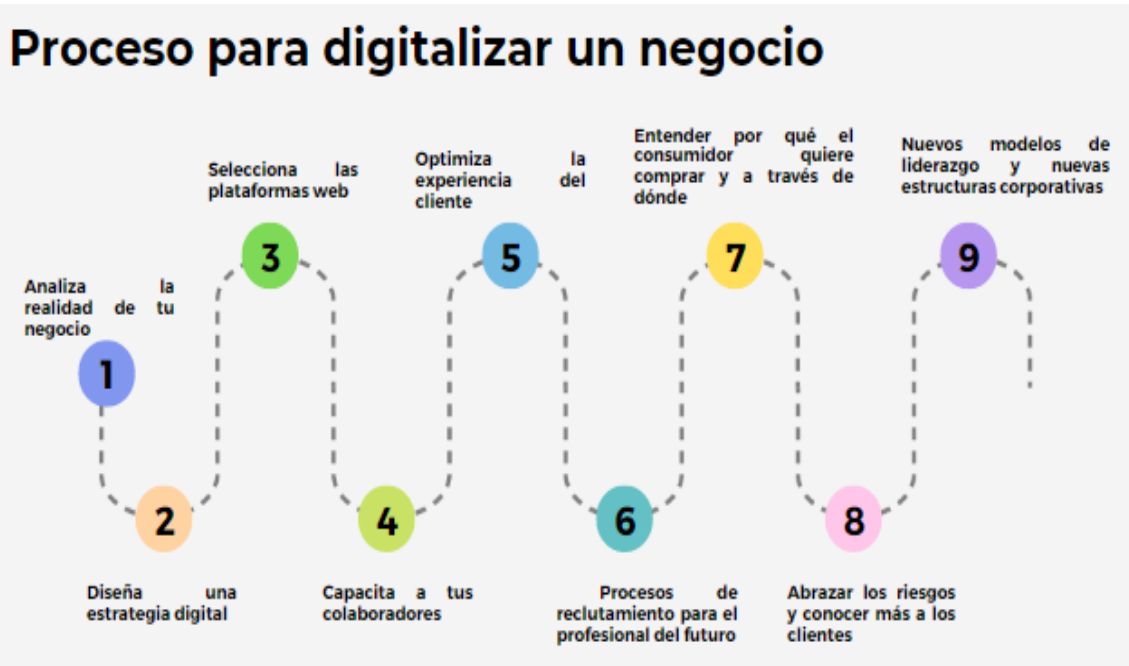 Proceso para digitalizar un negocio
Analiza la
realidad de tu
negocio
1
2
Diseña una
estrategia digital
Selecciona las
plataformas web
3
4
Capacita a tus
colaboradores
Optimiza la
experiencia del
cliente
5
6
Procesos de
reclutamiento para el
profesional del futuro
Entender por qué el
consumidor quiere
comprar y a través de
dónde
7
8
Abrazar los riesgos
y conocer más a los
clientes
Nuevos modelos de
liderazgo y nuevas
estructuras corporativas
9